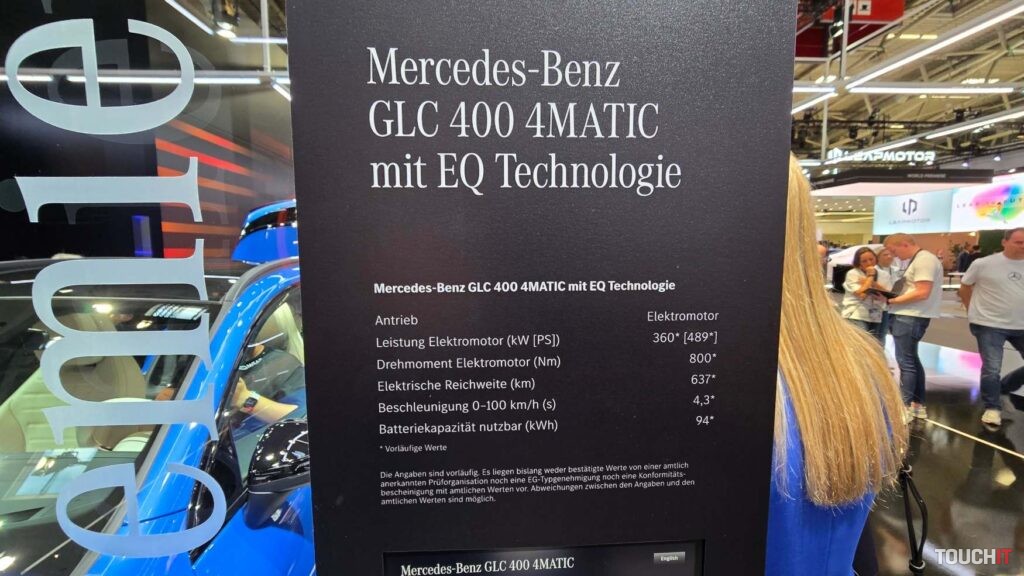 Mercedes-Benz
GLC 400 4MATIC
mit EQ Technologie
Mercedes-Benz GLC 400 4MATIC mit EQ Technologie
Antrieb Elektromotor
Leistung Elektromotor (kW [PS]) 360* [489*]
Drehmoment Elektromotor (Nm) 800*
Elektrische Reichweite (km) 637*
Beschleunigung 0–100 km/h (s) 4,3*
Batteriekapazität nutzbar (kWh) 94*
* Vorläufige Werte
Die Angaben sind vorläufig. Es liegen bislang weder bestätigte Werte von einer amtlich
anerkannten Prüforganisation noch eine EG-Typgenehmigung noch eine Konformitäts-
bescheinigung mit amtlichen Werten vor. Abweichungen zwischen den Angaben und den
amtlichen Werten sind möglich.
Mercedes-Benz GLC 400 4MATIC
English
LEAPMOTOR
WORLD PREMIERE
LEAPMOTOR
TOUCHIT